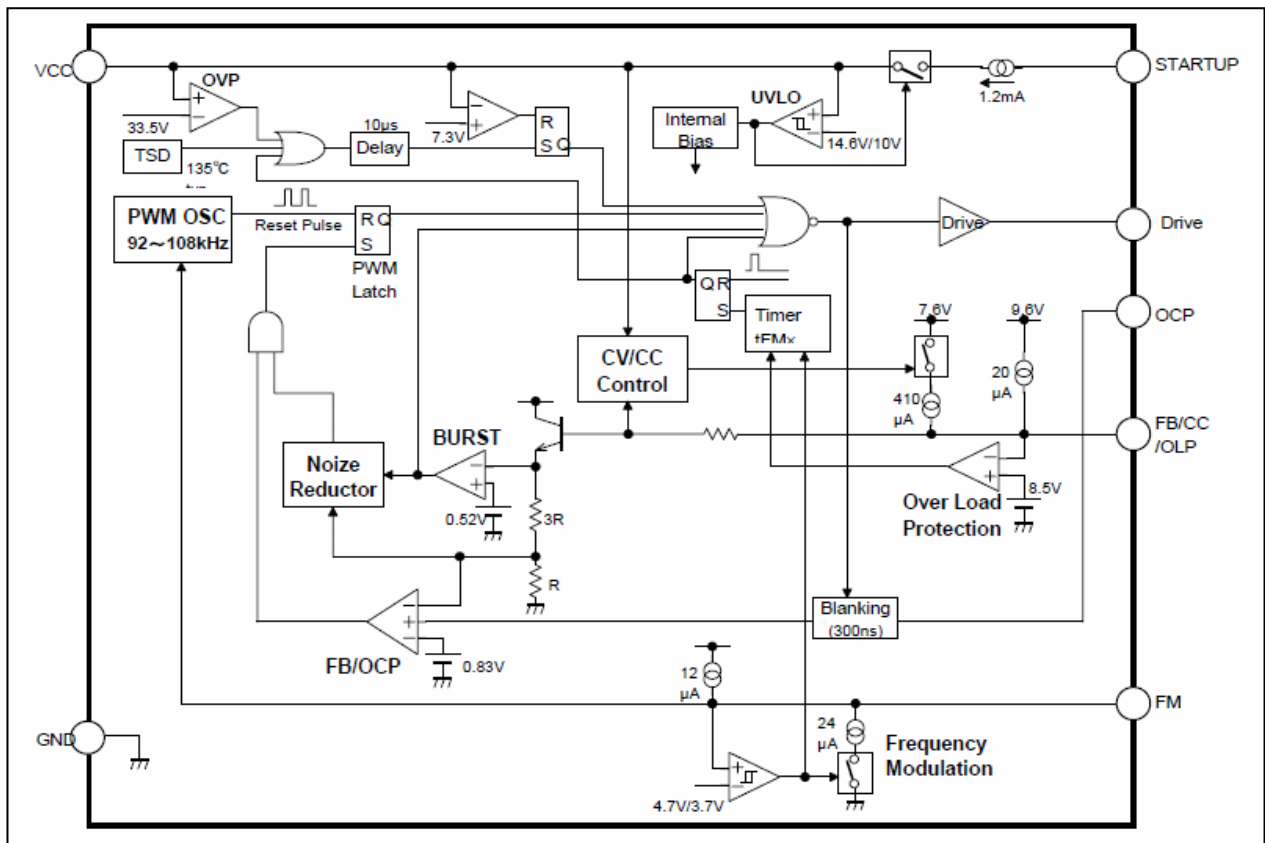 VCC
OVP
33.5V
TSD
135℃
10µs
Delay
7.3V
R
S Q
UVLO
Internal
Bias
14.6V/10V
1.2mA
STARTUP
PWM OSC
92～108kHz
Reset Pulse
R Q
S
PWM
Latch
Drive
Drive
Q R
S
Timer
7.6V
9.6V
OCP
CV/CC
Control
410
µA
20
µA
FB/CC
/OLP
BURST
Noize
Reductor
0.52V
3R
R
8.5V
Over Load
Protection
Blanking
(300ns)
FB/OCP
0.83V
12
µA
FM
24
µA
Frequency
Modulation
4.7V/3.7V
GND